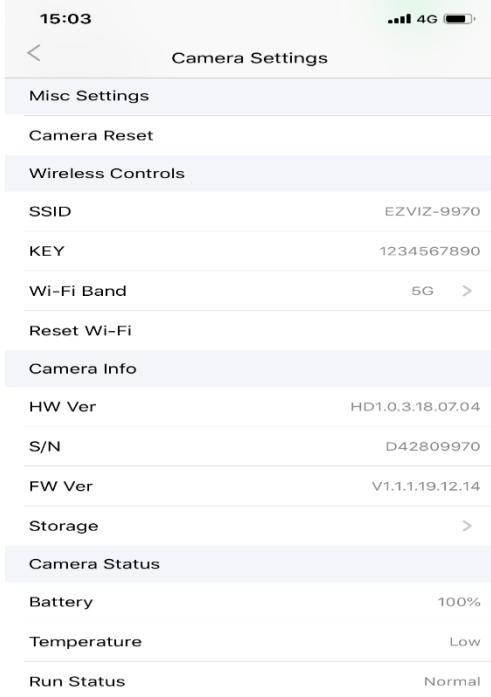 15:03 4G
Camera Settings
Misc Settings
Camera Reset
Wireless Controls
SSID EZVIZ-9970
KEY 1234567890
Wi-Fi Band 5G
Reset Wi-Fi
Camera Info
HW Ver HD1.0.3.18.07.04
S/N D42809970
FW Ver V1.1.1.19.12.14
Storage
Camera Status
Battery 100%
Temperature Low
Run Status Normal